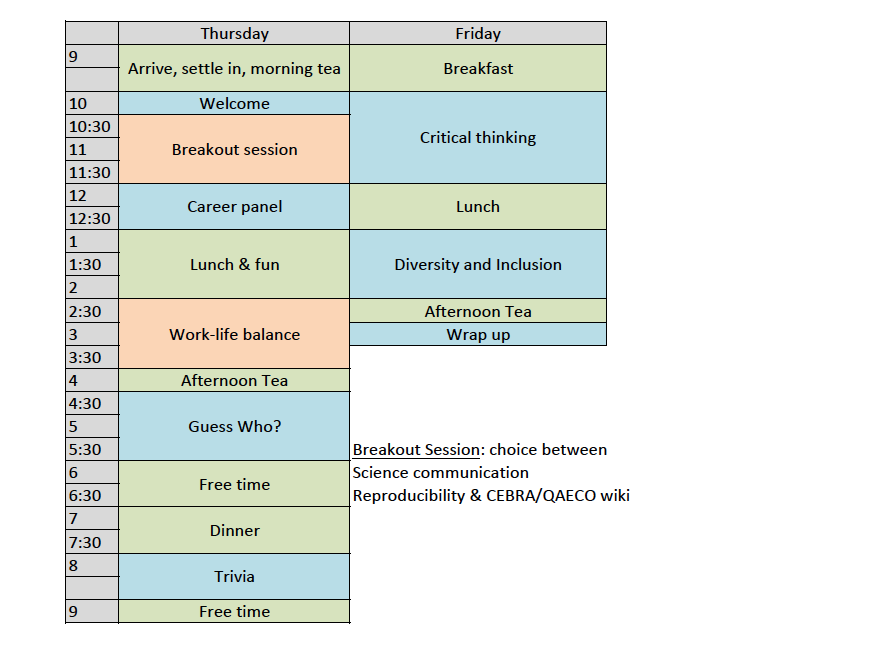 Thursday Friday
9
Arrive, settle in, morning tea Breakfast
10 Welcome
10:30
Critical thinking
11 Breakout session
11:30
12
Career panel Lunch
12:30
1
1:30 Lunch & fun Diversity and Inclusion
2
2:30 Afternoon Tea
3 Work-life balance Wrap up
3:30
4 Afternoon Tea
4:30
5 Guess Who?
5:30 Breakout Session: choice between
6 Science communication
Free time
6:30 Reproducibility & CEBRA/QAECO wiki
7
Dinner
7:30
8
Trivia
9 Free time